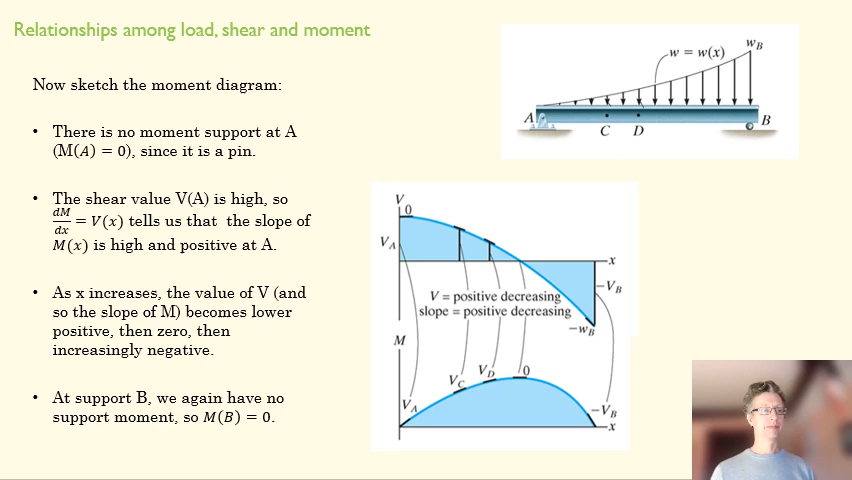 Relationships among load, shear and moment
Now sketch the moment diagram:
• There is no moment support at A
(M(A) = 0), since it is a pin.
• The shear value V(A) is high, so
dM/dx = V(x) tells us that the slope of
M(x) is high and positive at A.
• As x increases, the value of V (and
so the slope of M) becomes lower
positive, then zero, then
increasingly negative.
• At support B, we again have no
support moment, so M(B) = 0.
w = w(x)
w_B
A
B
C D
V
0
V_A
x
−V_B
V = positive decreasing
slope = positive decreasing
−w_B
M
V_A
V_C
V_D
0
−V_B
x